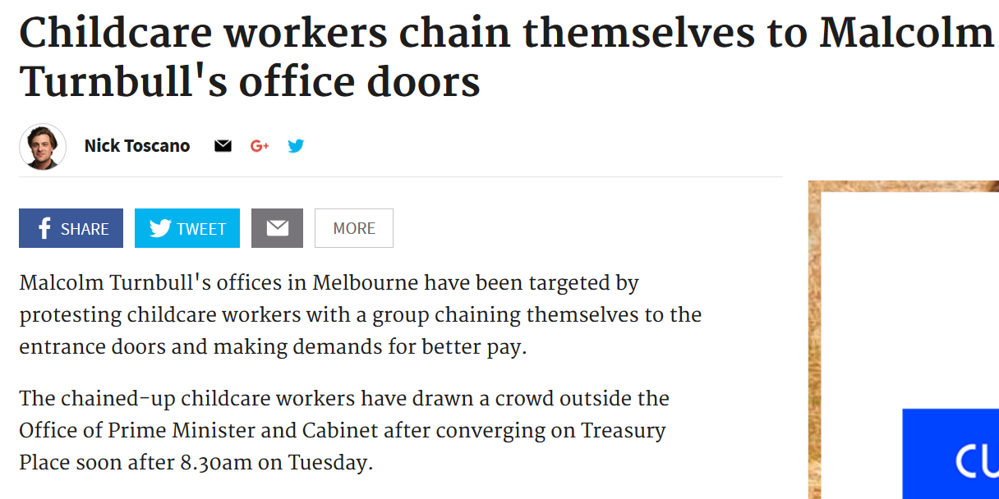 Childcare workers chain themselves to Malcolm
Turnbull's office doors
Nick Toscano
G+
SHARE
TWEET
MORE
Malcolm Turnbull's offices in Melbourne have been targeted by
protesting childcare workers with a group chaining themselves to the
entrance doors and making demands for better pay.
The chained-up childcare workers have drawn a crowd outside the
Office of Prime Minister and Cabinet after converging on Treasury
Place soon after 8.30am on Tuesday.